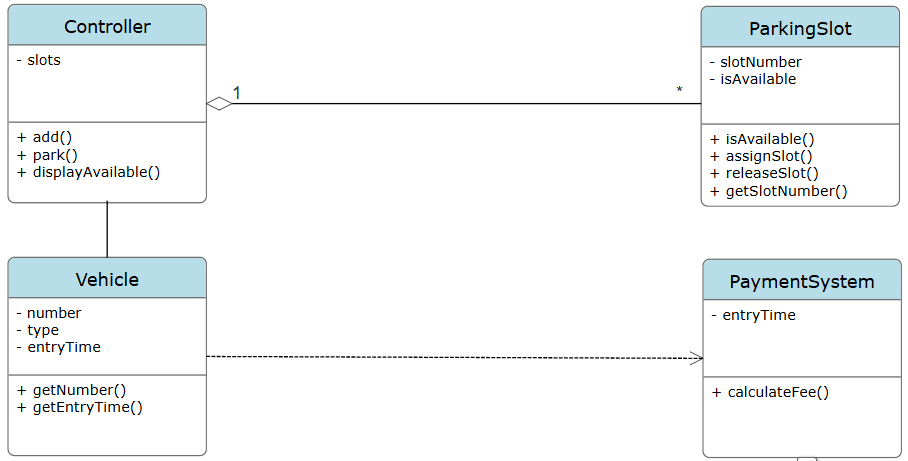 Controller
- slots
+ add()
+ park()
+ displayAvailable()
1
*
ParkingSlot
- slotNumber
- isAvailable
+ isAvailable()
+ assignSlot()
+ releaseSlot()
+ getSlotNumber()
Vehicle
- number
- type
- entryTime
+ getNumber()
+ getEntryTime()
PaymentSystem
- entryTime
+ calculateFee()